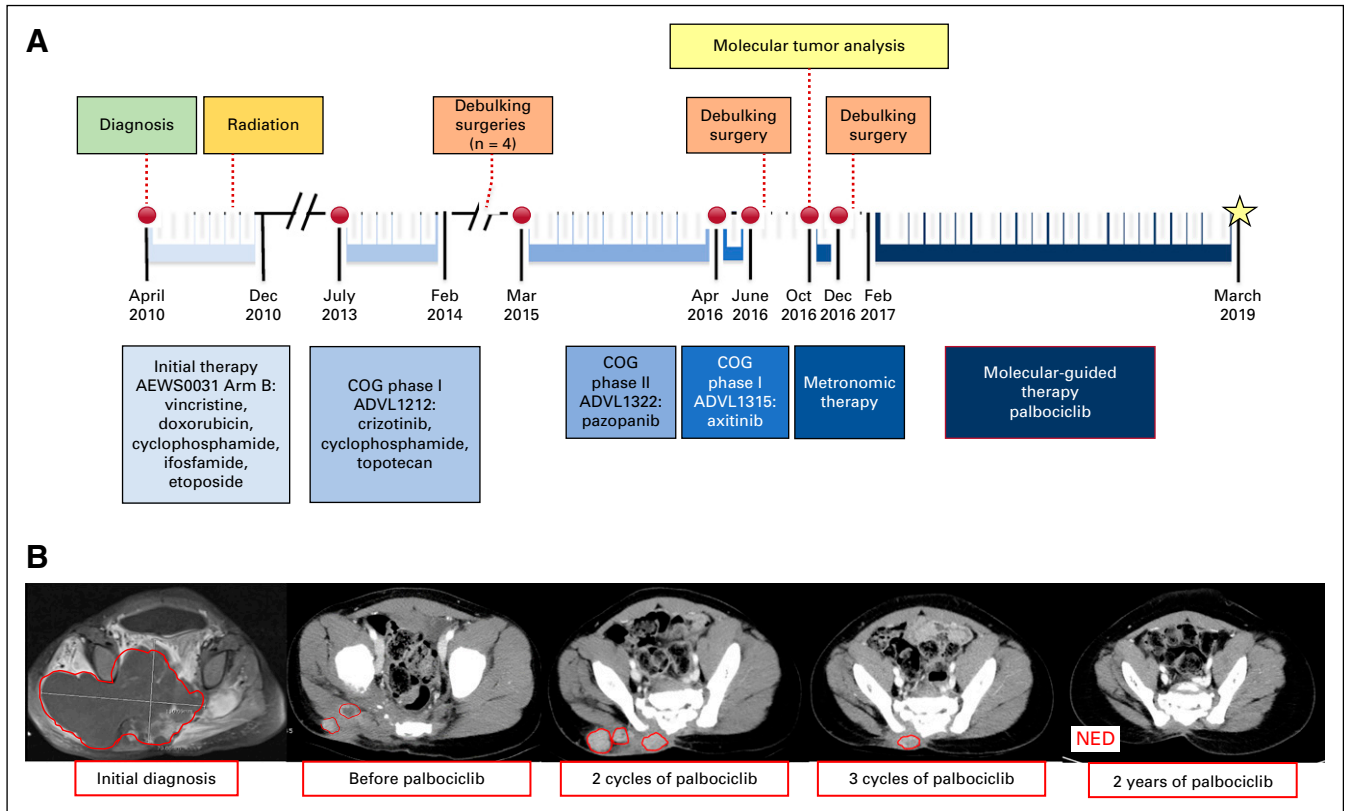 A
Molecular tumor analysis
Diagnosis
Radiation
Debulking
surgeries
(n = 4)
Debulking
surgery
Debulking
surgery
April
2010
Dec
2010
July
2013
Feb
2014
Mar
2015
Apr
2016
June
2016
Oct
2016
Dec
2016
Feb
2017
March
2019
Initial therapy
AEWS0031 Arm B:
vincristine,
doxorubicin,
cyclophosphamide,
ifosfamide,
etoposide
COG phase I
ADVL1212:
crizotinib,
cyclophosphamide,
topotecan
COG
phase II
ADVL1322:
pazopanib
COG
phase I
ADVL1315:
axitinib
Metronomic
therapy
Molecular-guided
therapy
palbociclib
B
NED
Initial diagnosis
Before palbociclib
2 cycles of palbociclib
3 cycles of palbociclib
2 years of palbociclib